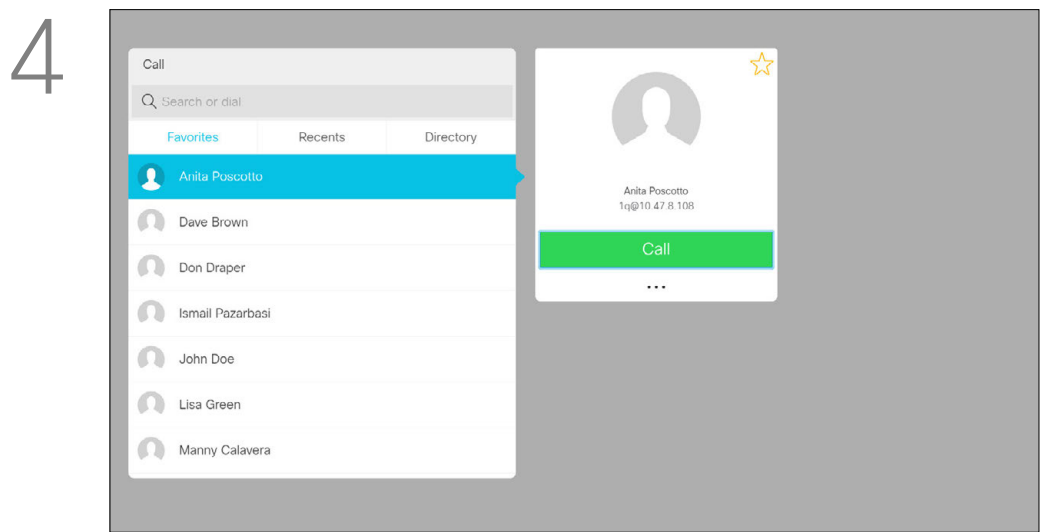 4
Call
Search or dial
Favorites Recents Directory
Anita Poscotto
Dave Brown
Don Draper
Ismail Pazarbasi
John Doe
Lisa Green
Manny Calavera
Anita Poscotto
1q@10.47.8.108
Call
...